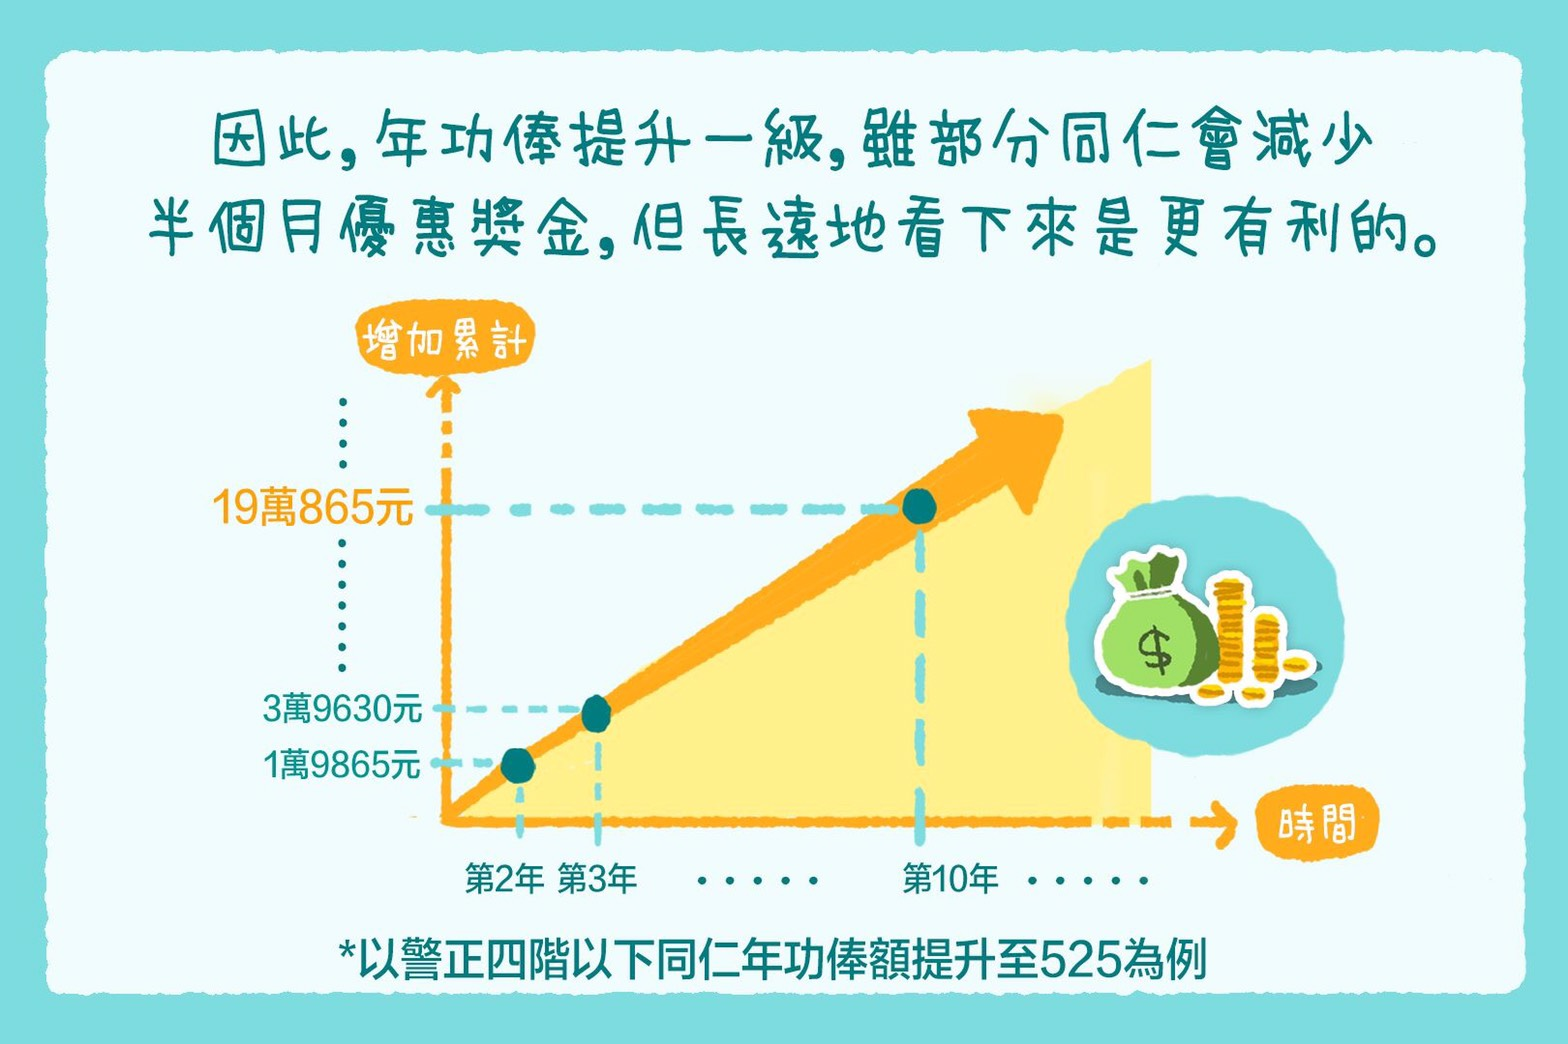 因此,年功俸提升一級,雖部分同仁會減少
半個月優惠獎金,但長遠地看下來是更有利的。
增加累計
19萬865元
3萬9630元
1萬9865元
$
時間
第2年 第3年 ..... 第10年 .....
*以警正四階以下同仁年功俸額提升至525為例